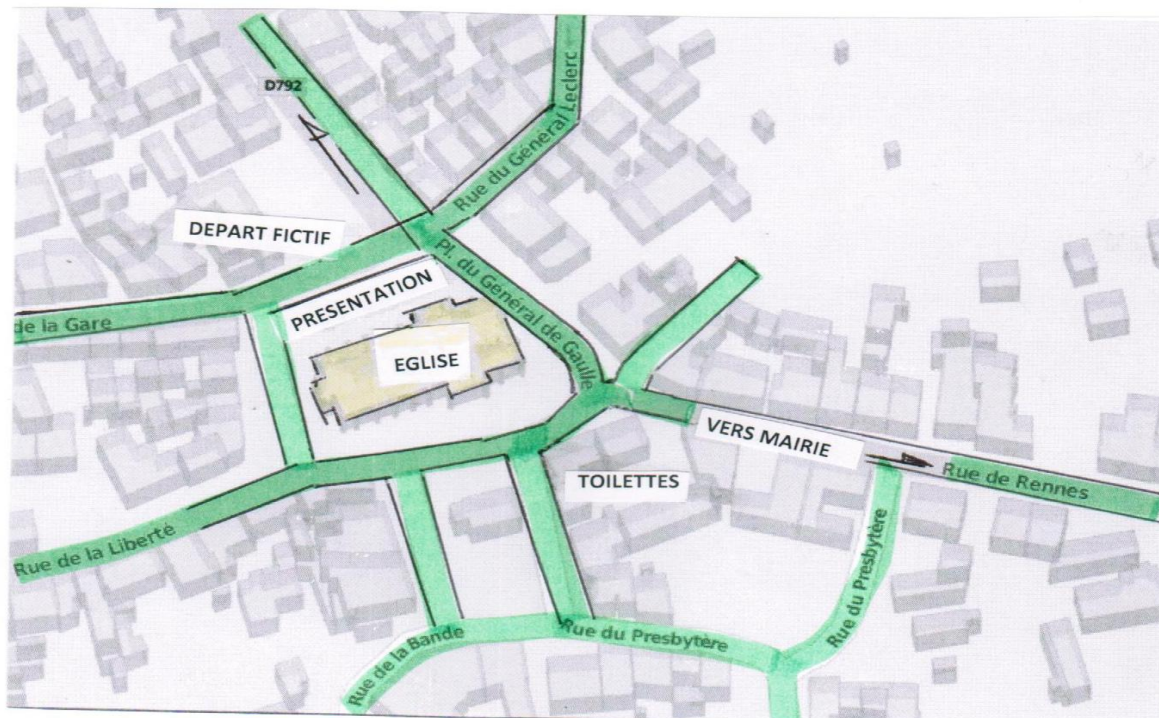 D792
Rue du Général Leclerc
DEPART FICTIF
Pl. du Général de Gaulle
PRESENTATION
de la Gare
EGLISE
VERS MAIRIE
Rue de Rennes
TOILETTES
Rue de la Liberté
Rue du Presbytère
Rue du Presbytère
Rue de la Bande